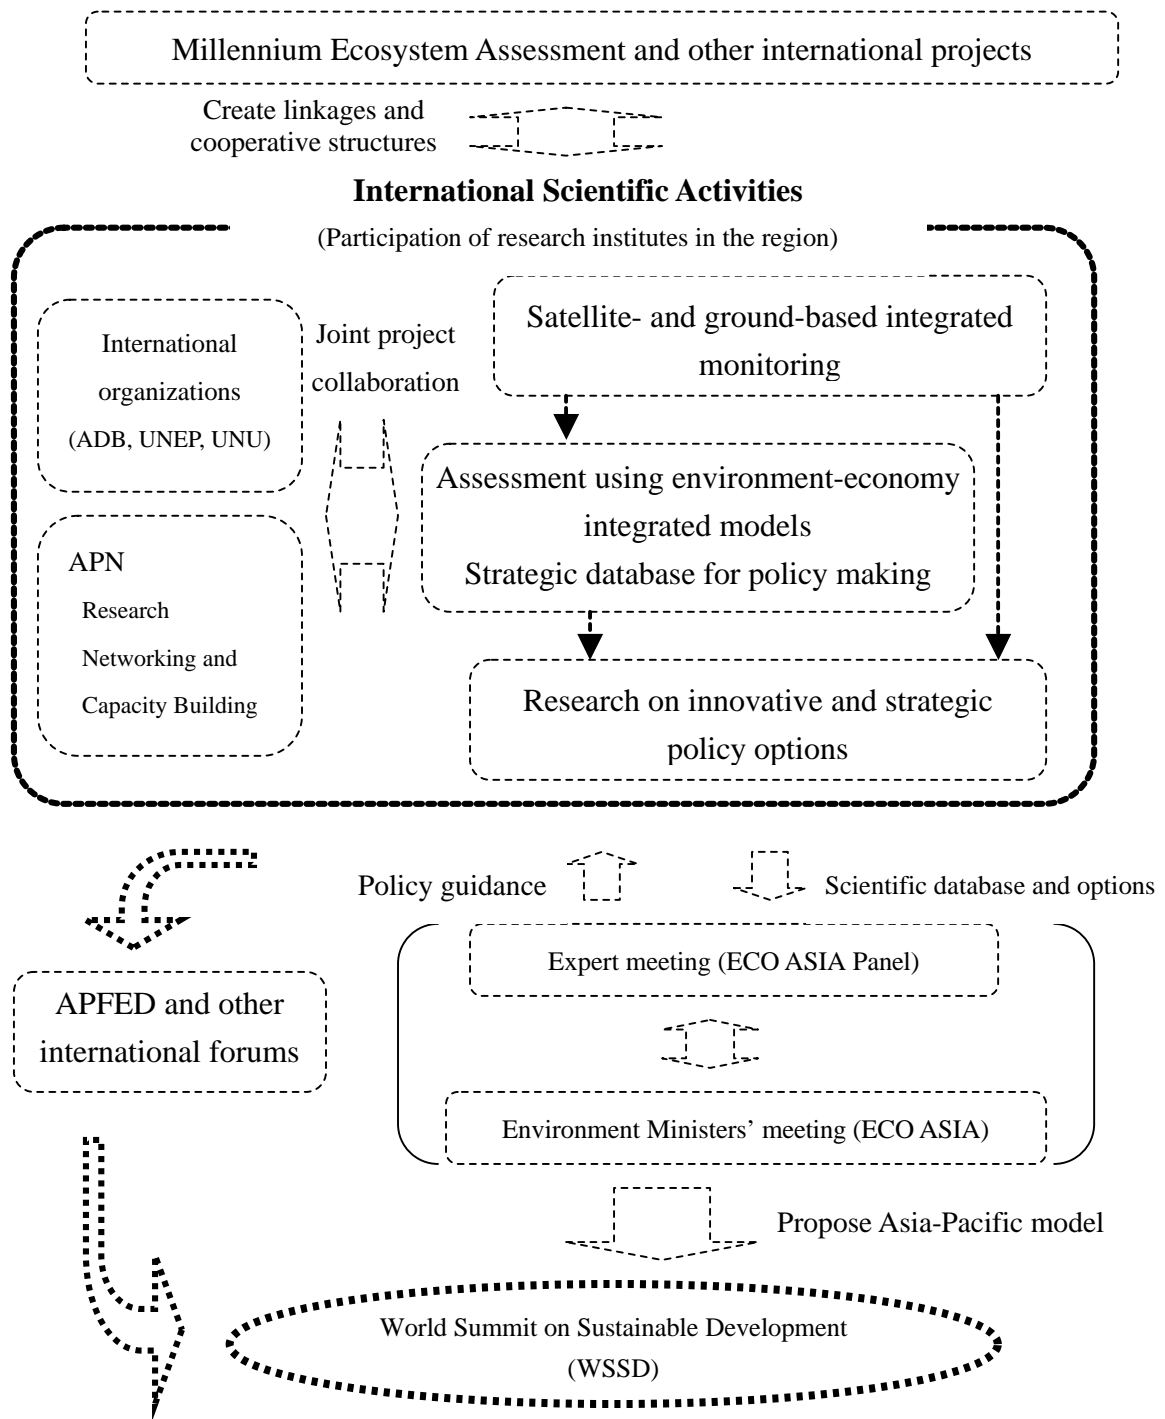 Millennium Ecosystem Assessment and other international projects
Create linkages and
cooperative structures
International Scientific Activities
(Participation of research institutes in the region)
International
organizations
(ADB, UNEP, UNU)
Joint project
collaboration
Satellite- and ground-based integrated
monitoring
Assessment using environment-economy
integrated models
Strategic database for policy making
APN
Research
Networking and
Capacity Building
Research on innovative and strategic
policy options
Policy guidance
Scientific database and options
Expert meeting (ECO ASIA Panel)
APFED and other
international forums
Environment Ministers’ meeting (ECO ASIA)
Propose Asia-Pacific model
World Summit on Sustainable Development
(WSSD)